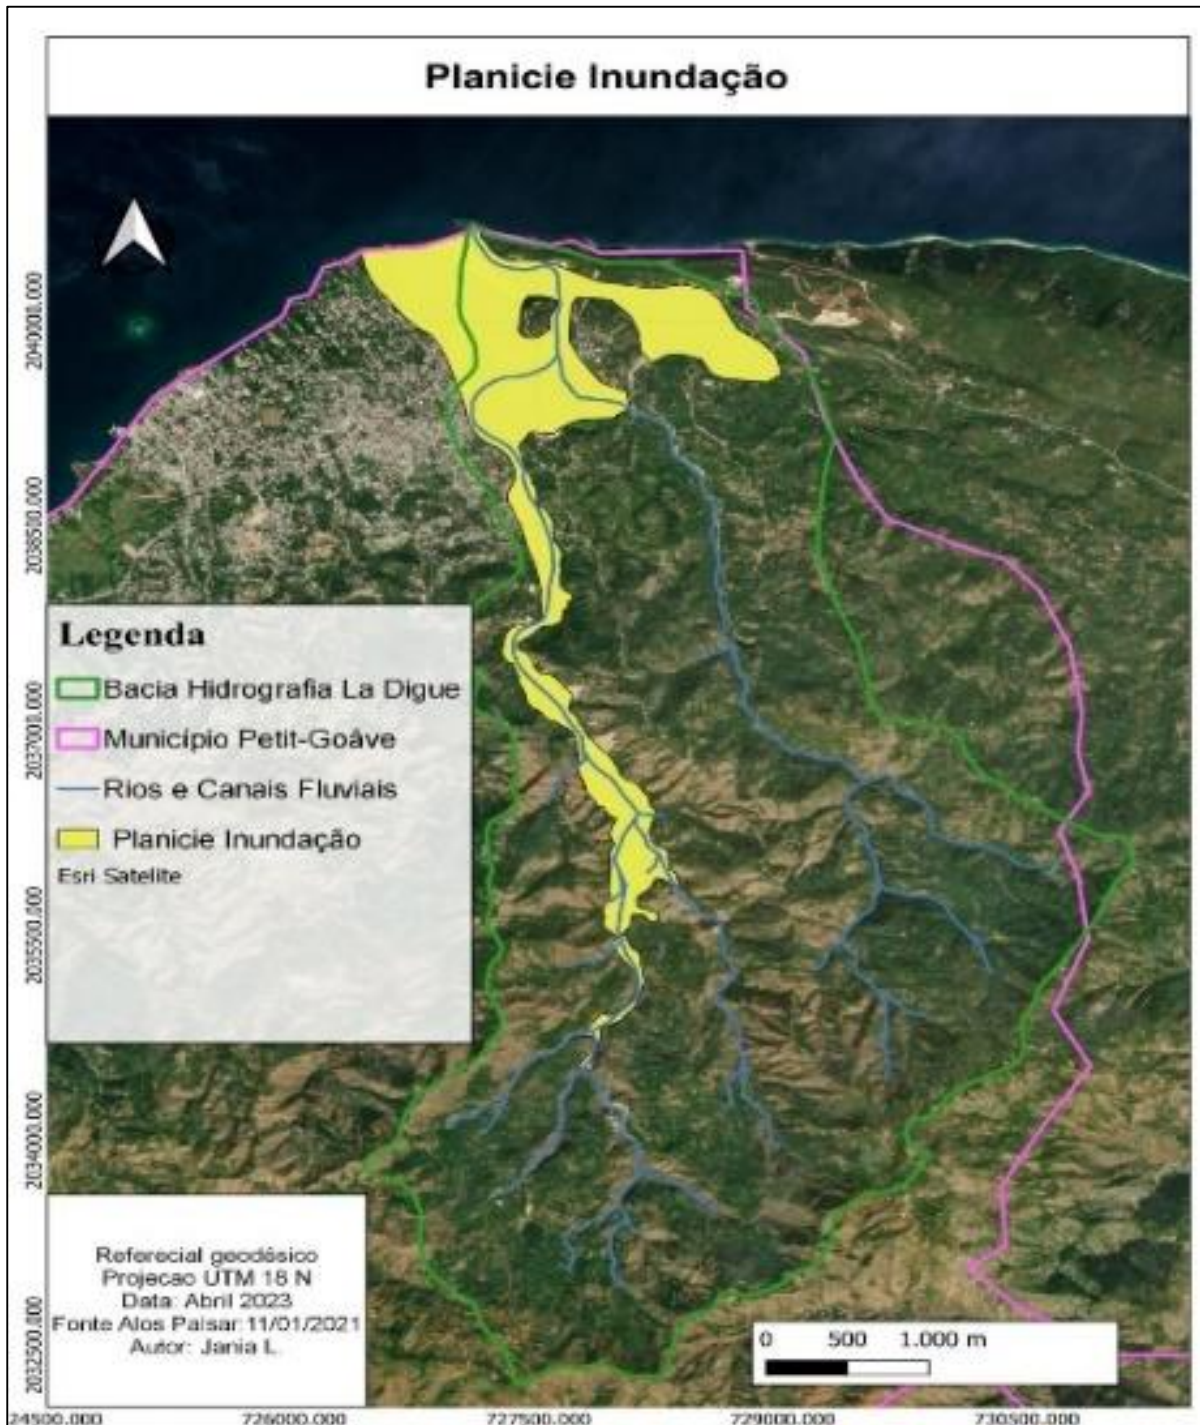 Planicie Inundação
2040000.000
2038500.000
2037000.000
2035500.000
2034000.000
2032500.000
Legenda
Bacia Hidrografia La Digue
Município Petit-Goâve
Rios e Canais Fluviais
Planicie Inundação
Esri Satelite
Referecial geodésico
Projecao UTM 18 N
Data: Abril 2023
Fonte Alos Palsar:11/01/2021
Autor: Jania L.
0 500 1.000 m
24500.000 726000.000 727500.000 729000.000 730500.000